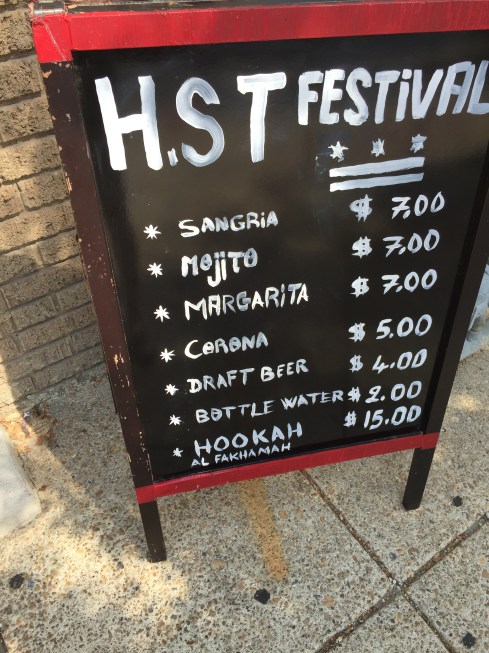 H.ST FESTiVAL
* SANGRiA $ 7.00
* MOjiTO $ 7.00
* MARGARiTA $ 7.00
* CORONA $ 5.00
* DRAFT BEER $ 4.00
* BOTTLE WATER $ 2.00
* HOOKAH $ 15.00
AL FAKHAMAH